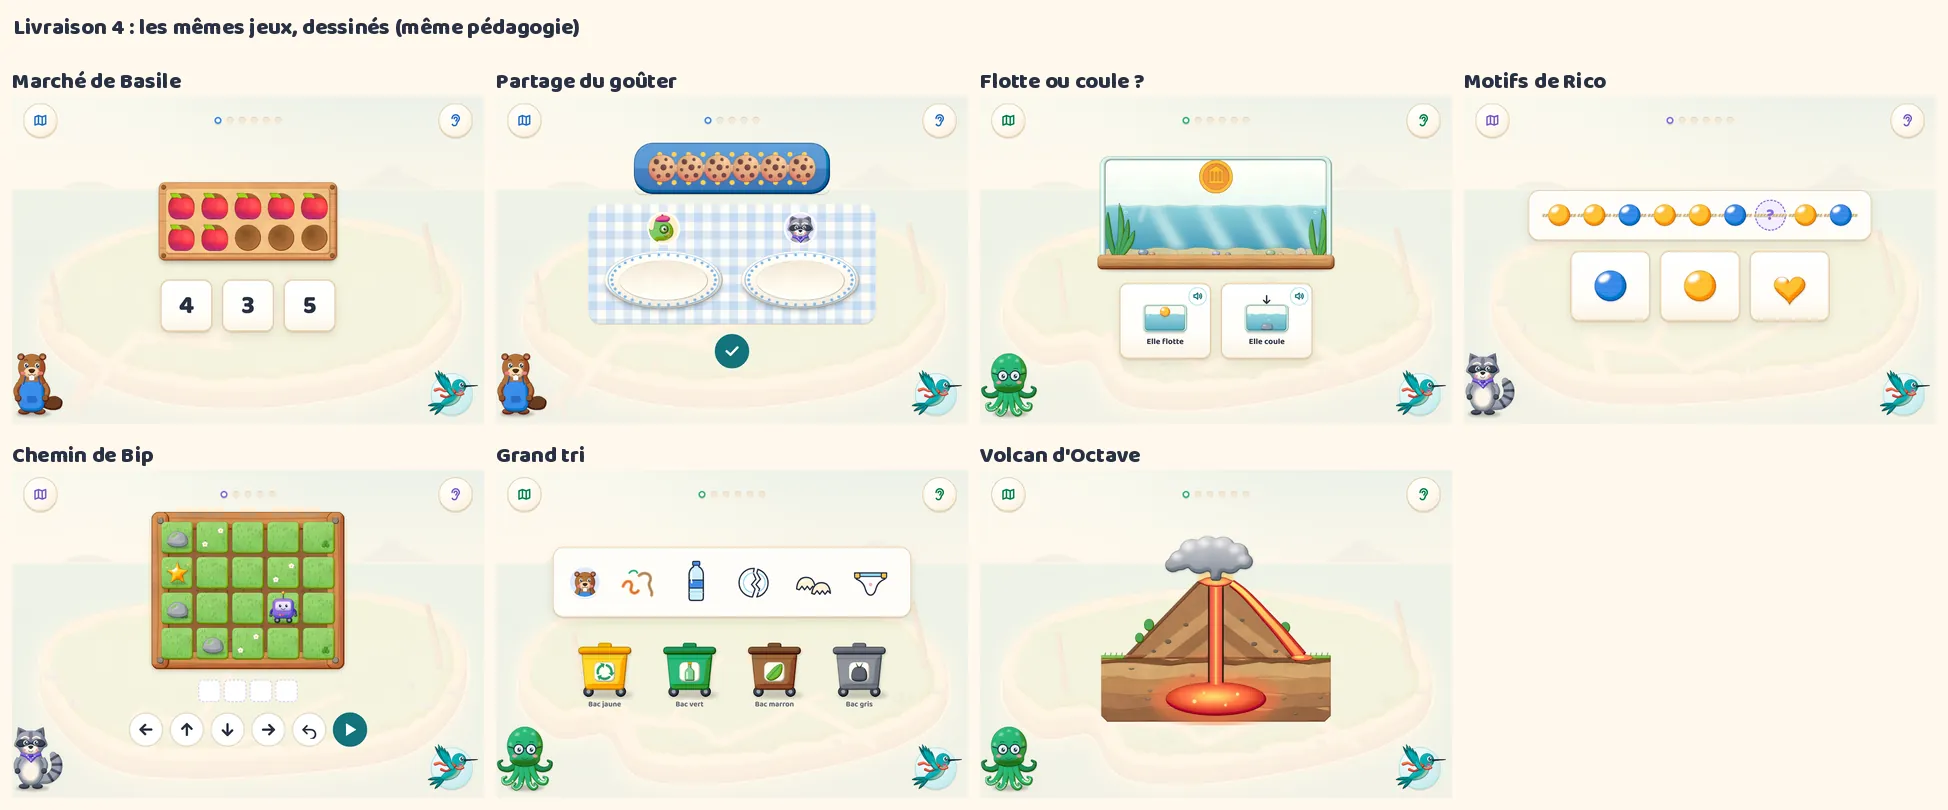 Livraison 4 : les mêmes jeux, dessinés (même pédagogie)
Marché de Basile
Partage du goûter
Flotte ou coule ?
Motifs de Rico
4 3 5
Elle flotte
Elle coule
?
Chemin de Bip
Grand tri
Volcan d'Octave
Bac jaune
Bac vert
Bac marron
Bac gris